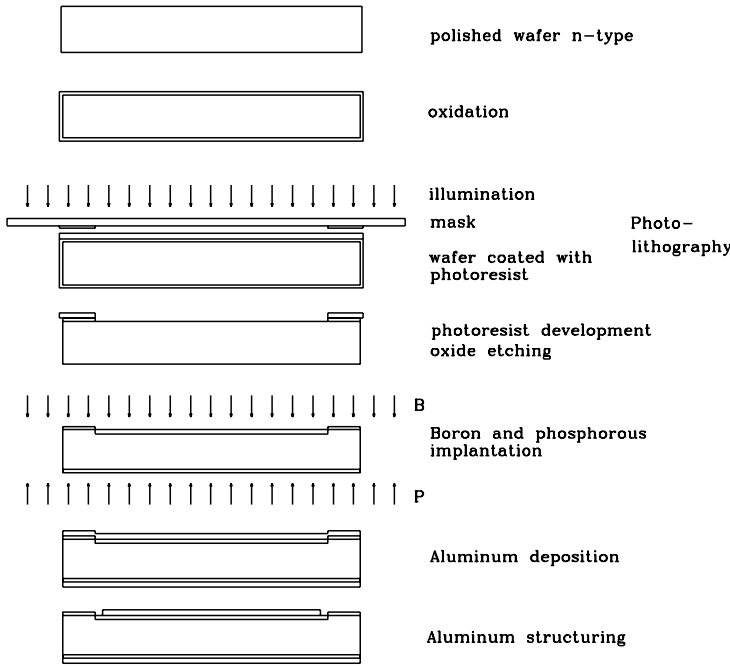 polished wafer n-type
oxidation
illumination
mask
Photo-
lithography
wafer coated with
photoresist
photoresist development
oxide etching
B
Boron and phosphorous
implantation
P
Aluminum deposition
Aluminum structuring